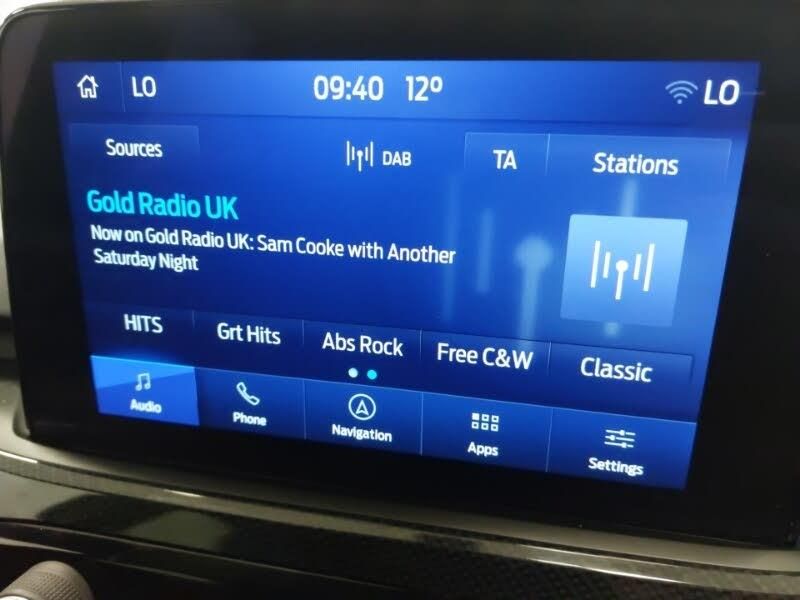 LO 09:40 12° LO
Sources DAB TA Stations
Gold Radio UK
Now on Gold Radio UK: Sam Cooke with Another
Saturday Night
HITS Grt Hits Abs Rock Free C&W Classic
Audio Phone Navigation Apps Settings